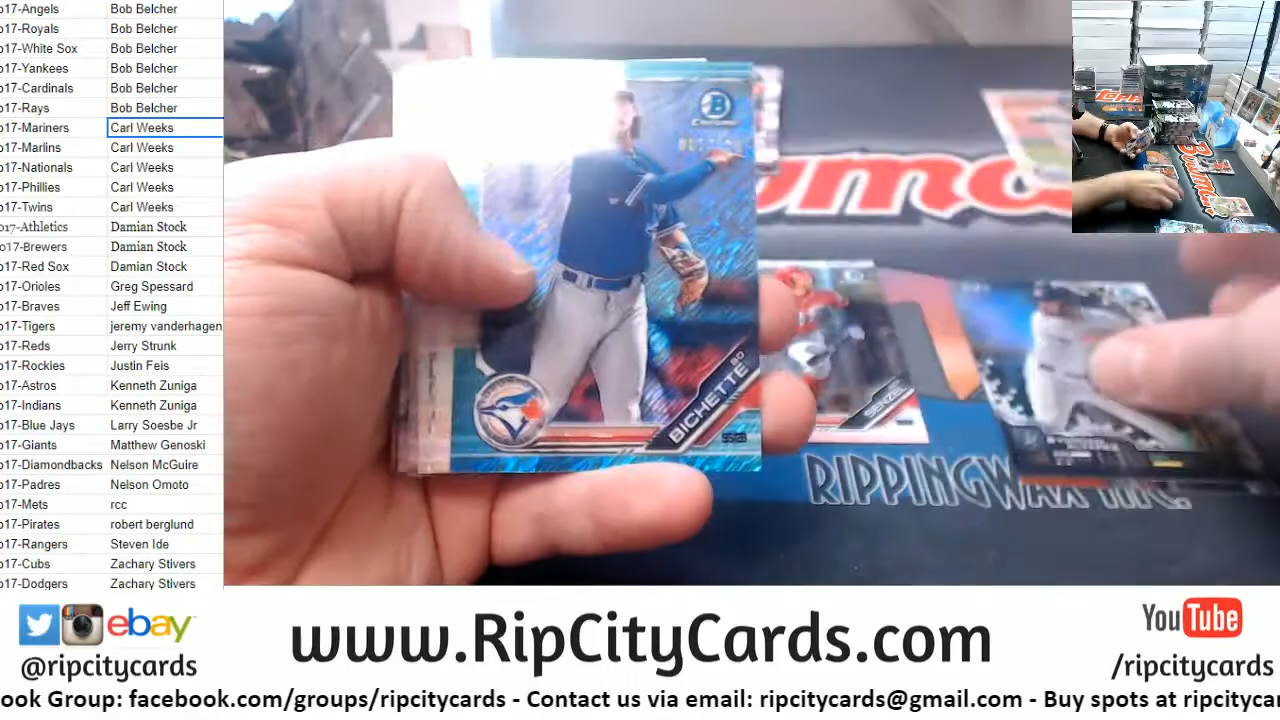 o17-Angels Bob Belcher
o17-Royals Bob Belcher
o17-White Sox Bob Belcher
o17-Yankees Bob Belcher
o17-Cardinals Bob Belcher
o17-Rays Bob Belcher
o17-Mariners Carl Weeks
o17-Marlins Carl Weeks
o17-Nationals Carl Weeks
o17-Phillies Carl Weeks
o17-Twins Carl Weeks
o17-Athletics Damian Stock
o17-Brewers Damian Stock
o17-Red Sox Damian Stock
o17-Orioles Greg Spessard
o17-Braves Jeff Ewing
o17-Tigers jeremy vanderhagen
o17-Reds Jerry Strunk
o17-Rockies Justin Feis
o17-Astros Kenneth Zuniga
o17-Indians Kenneth Zuniga
o17-Blue Jays Larry Soesbe Jr
o17-Giants Matthew Genoski
o17-Diamondbacks Nelson McGuire
o17-Padres Nelson Omoto
o17-Mets rcc
o17-Pirates robert berglund
o17-Rangers Steven Ide
o17-Cubs Zachary Stivers
o17-Dodgers Zachary Stivers
B
Chrome
BO
BICHETTE
SS
SENZEL
Bowman
RIPPINGWAX INC.
ebay
@ripcitycards
www.RipCityCards.com
YouTube
/ripcitycards
ook Group: facebook.com/groups/ripcitycards - Contact us via email: ripcitycards@gmail.com - Buy spots at ripcitycar